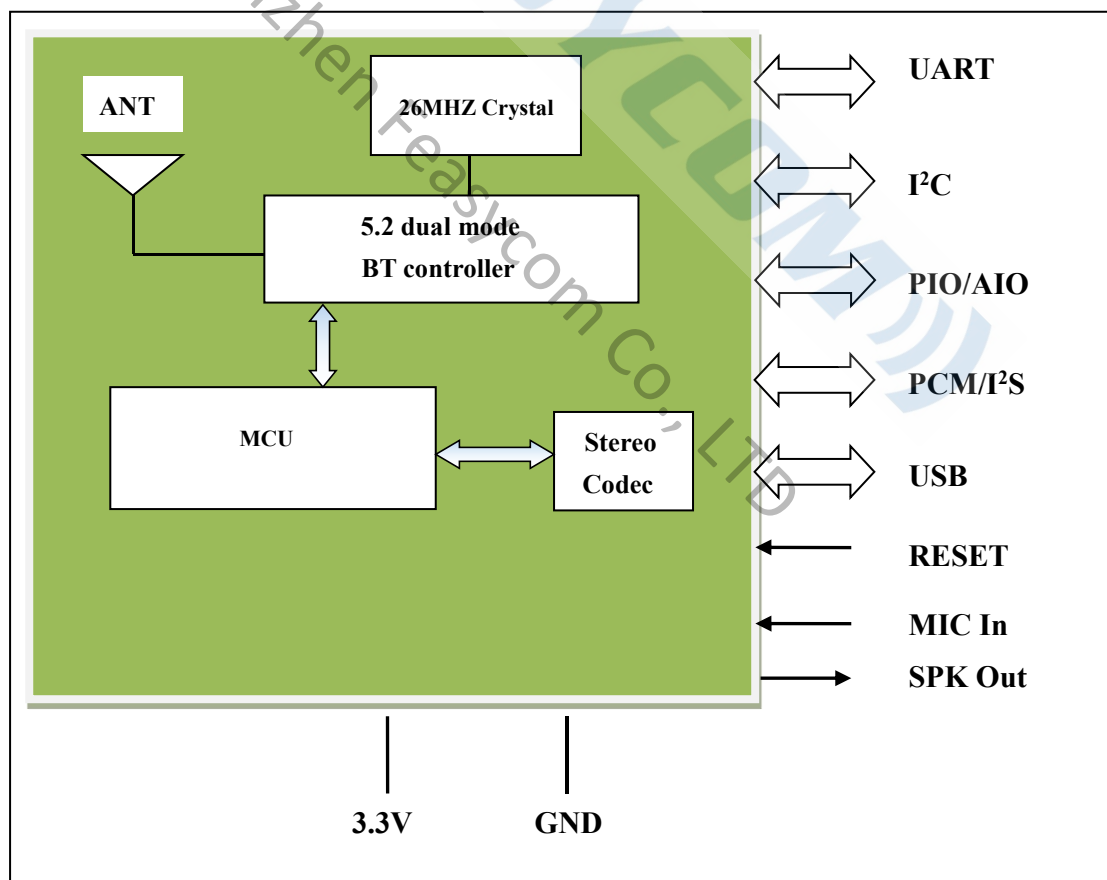 ANT
26MHZ Crystal
5.2 dual mode
BT controller
MCU
Stereo
Codec
UART
I²C
PIO/AIO
PCM/I²S
USB
RESET
MIC In
SPK Out
3.3V
GND
zhen Feasycom Co., LTD
YCOM